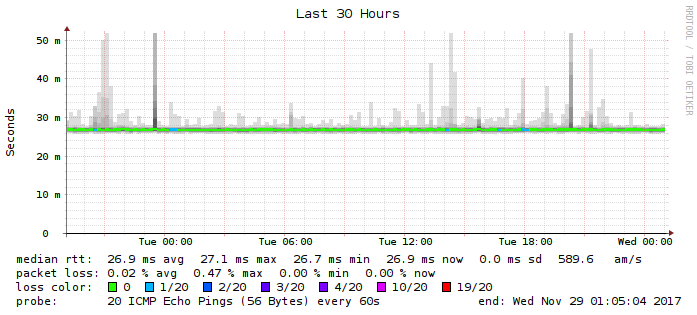 Last 30 Hours
RRDTOOL / TOBI OETIKER
Seconds
50 m
40 m
30 m
20 m
10 m
0
Tue 00:00 Tue 06:00 Tue 12:00 Tue 18:00 Wed 00:00
median rtt: 26.9 ms avg 27.1 ms max 26.7 ms min 26.9 ms now 0.0 ms sd 589.6 am/s
packet loss: 0.02 % avg 0.47 % max 0.00 % min 0.00 % now
loss color: 0 1/20 2/20 3/20 4/20 10/20 19/20
probe: 20 ICMP Echo Pings (56 Bytes) every 60s end: Wed Nov 29 01:05:04 2017